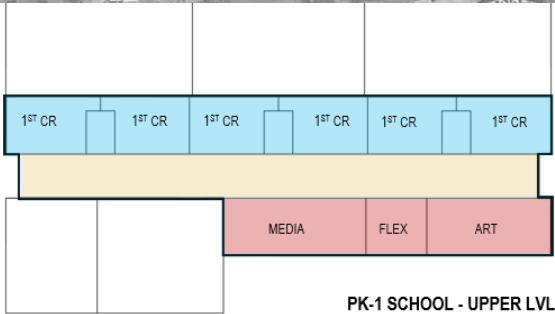 1ST CR 1ST CR 1ST CR 1ST CR 1ST CR 1ST CR
MEDIA FLEX ART
PK-1 SCHOOL - UPPER LVL